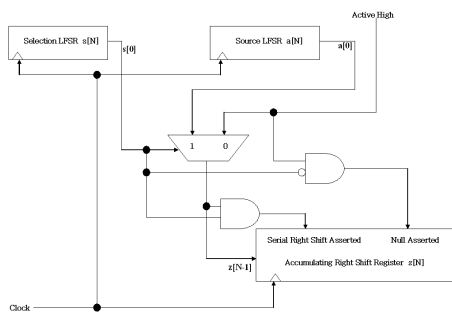 Active High
Selection LFSR s[N]
Source LFSR a[N]
s[0]
a[0]
1
0
Serial Right Shift Asserted
Null Asserted
z[N-1]
Accumulating Right Shift Register z[N]
Clock